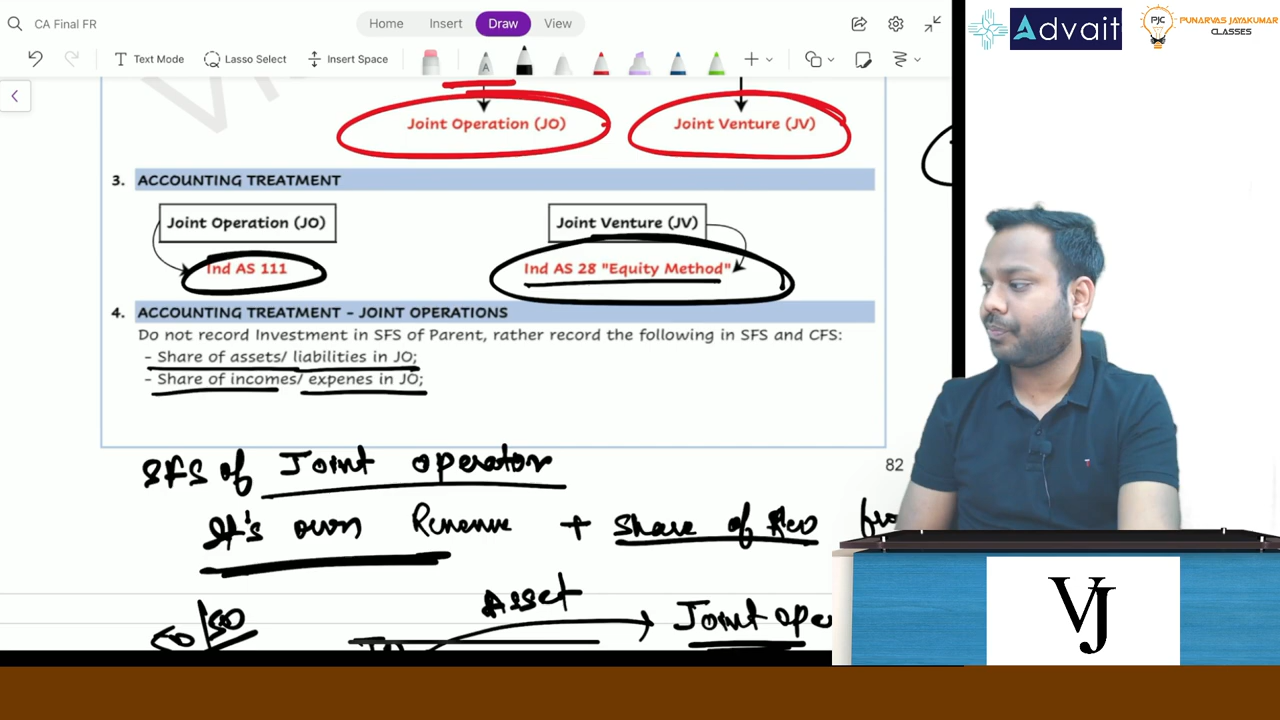 CA Final FR
Home Insert Draw View
Advait
PJC PUNARVAS JAYAKUMAR
CLASSES
Text Mode Lasso Select Insert Space
Joint Operation (JO) Joint Venture (JV)
3. ACCOUNTING TREATMENT
Joint Operation (JO) Joint Venture (JV)
Ind AS 111 Ind AS 28 "Equity Method"
4. ACCOUNTING TREATMENT – JOINT OPERATIONS
Do not record Investment in SFS of Parent, rather record the following in SFS and CFS:
- Share of assets/ liabilities in JO;
- Share of incomes/ expenes in JO;
82
SFS of Joint operator
It's own Revenue + Share of Rev fro
Asset
50/50 Joint ope
VJ